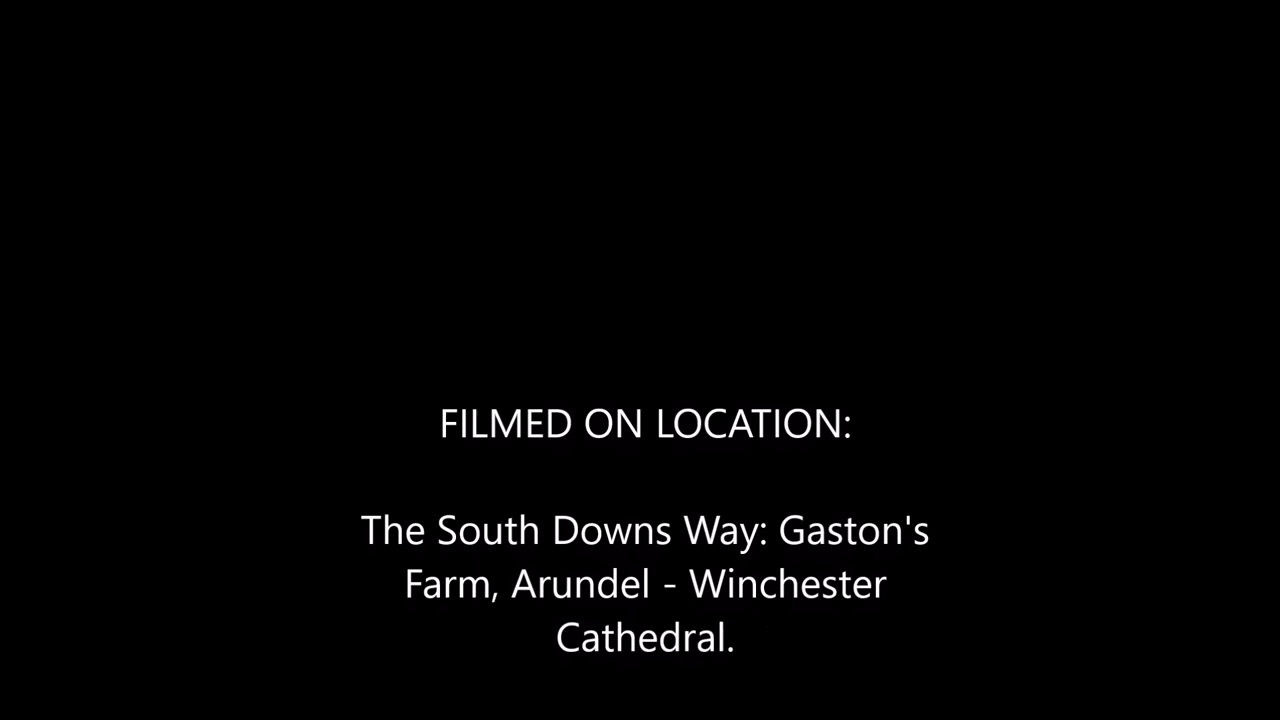 FILMED ON LOCATION:
The South Downs Way: Gaston's
Farm, Arundel - Winchester
Cathedral.